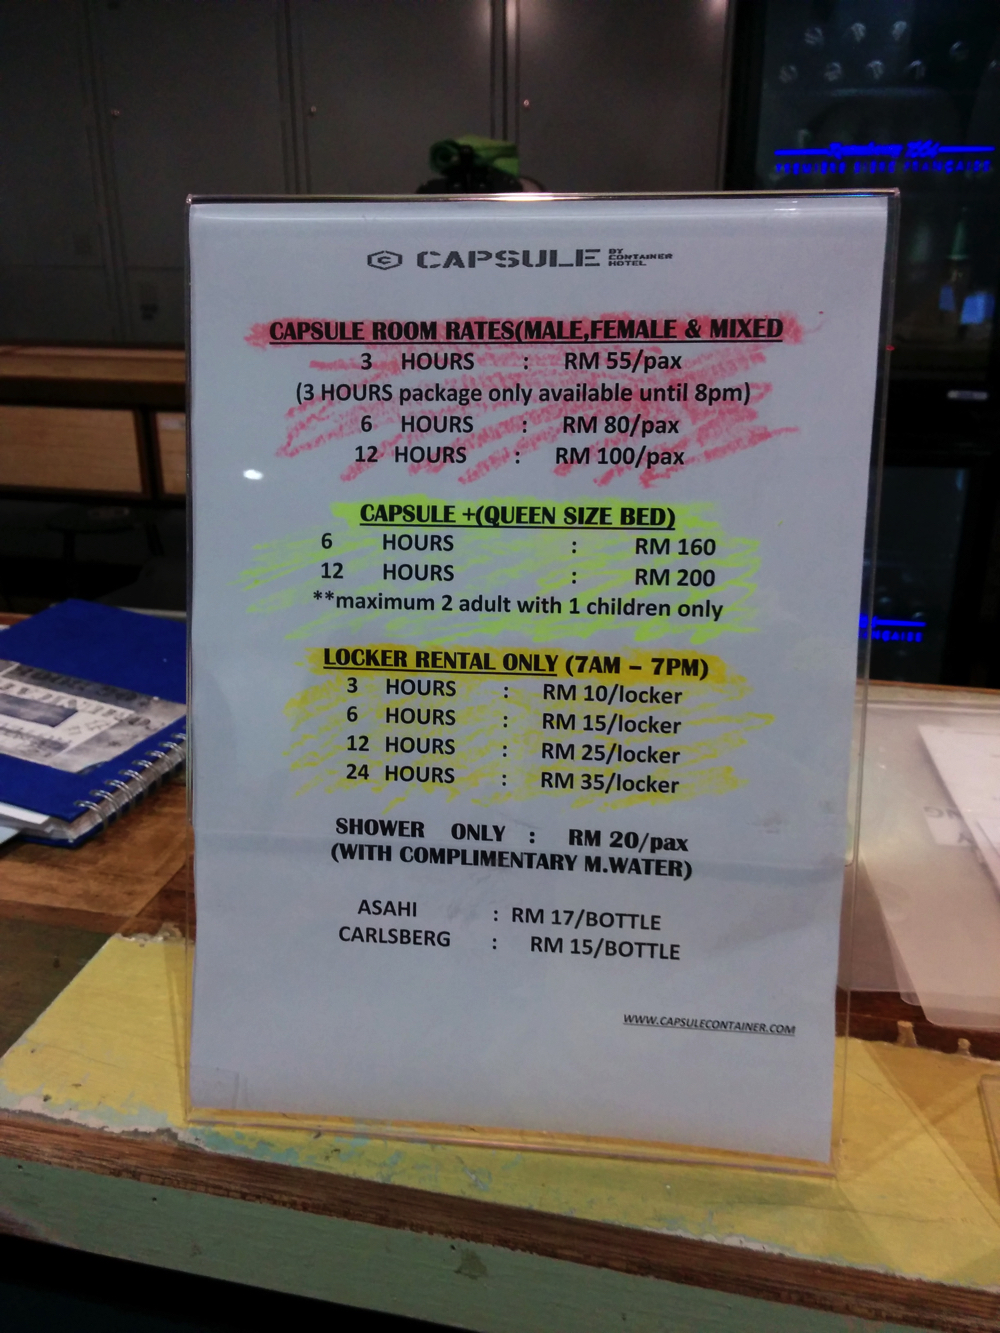 CAPSULE BY CONTAINER HOTEL
CAPSULE ROOM RATES(MALE,FEMALE & MIXED
3 HOURS : RM 55/pax
(3 HOURS package only available until 8pm)
6 HOURS : RM 80/pax
12 HOURS : RM 100/pax
CAPSULE +(QUEEN SIZE BED)
6 HOURS : RM 160
12 HOURS : RM 200
**maximum 2 adult with 1 children only
LOCKER RENTAL ONLY (7AM – 7PM)
3 HOURS : RM 10/locker
6 HOURS : RM 15/locker
12 HOURS : RM 25/locker
24 HOURS : RM 35/locker
SHOWER ONLY : RM 20/pax
(WITH COMPLIMENTARY M.WATER)
ASAHI : RM 17/BOTTLE
CARLSBERG : RM 15/BOTTLE
WWW.CAPSULECONTAINER.COM
PREMIÈRE BIÈRE FRANÇAISE